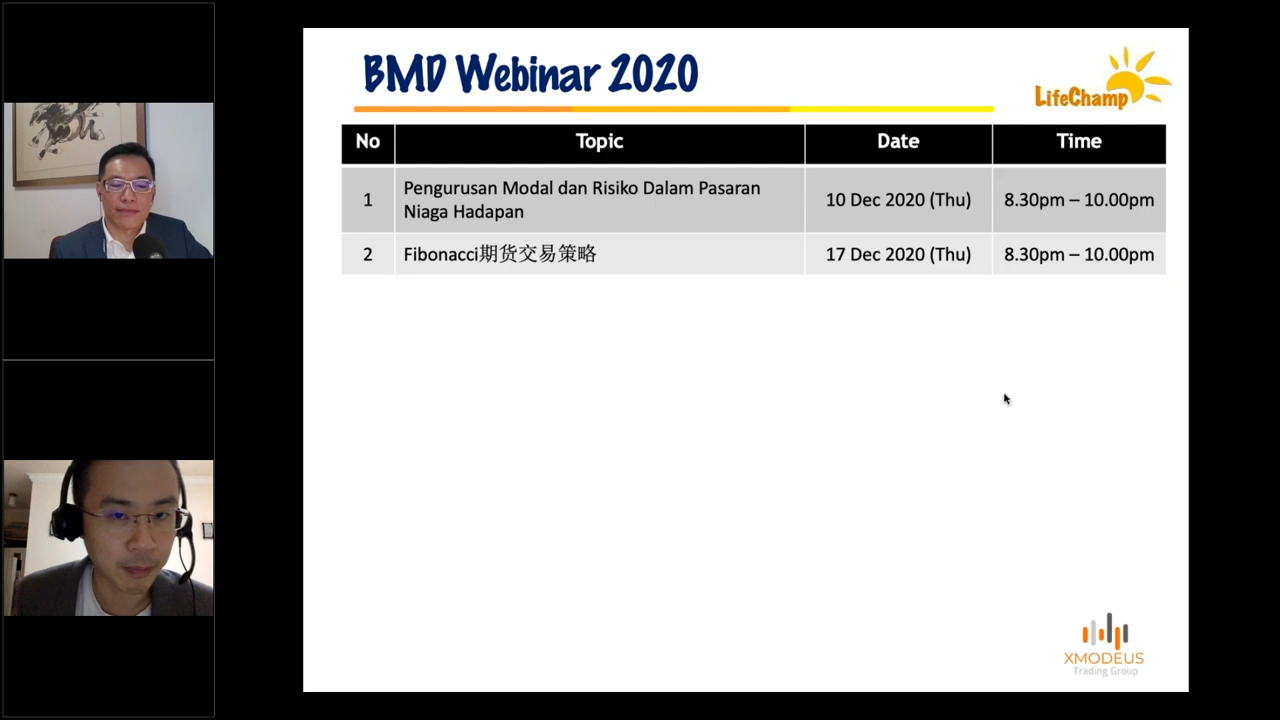 BMD Webinar 2020
LifeChamp
No Topic Date Time
1 Pengurusan Modal dan Risiko Dalam Pasaran
Niaga Hadapan 10 Dec 2020 (Thu) 8.30pm – 10.00pm
2 Fibonacci期货交易策略 17 Dec 2020 (Thu) 8.30pm – 10.00pm
XMODEUS
Trading Group